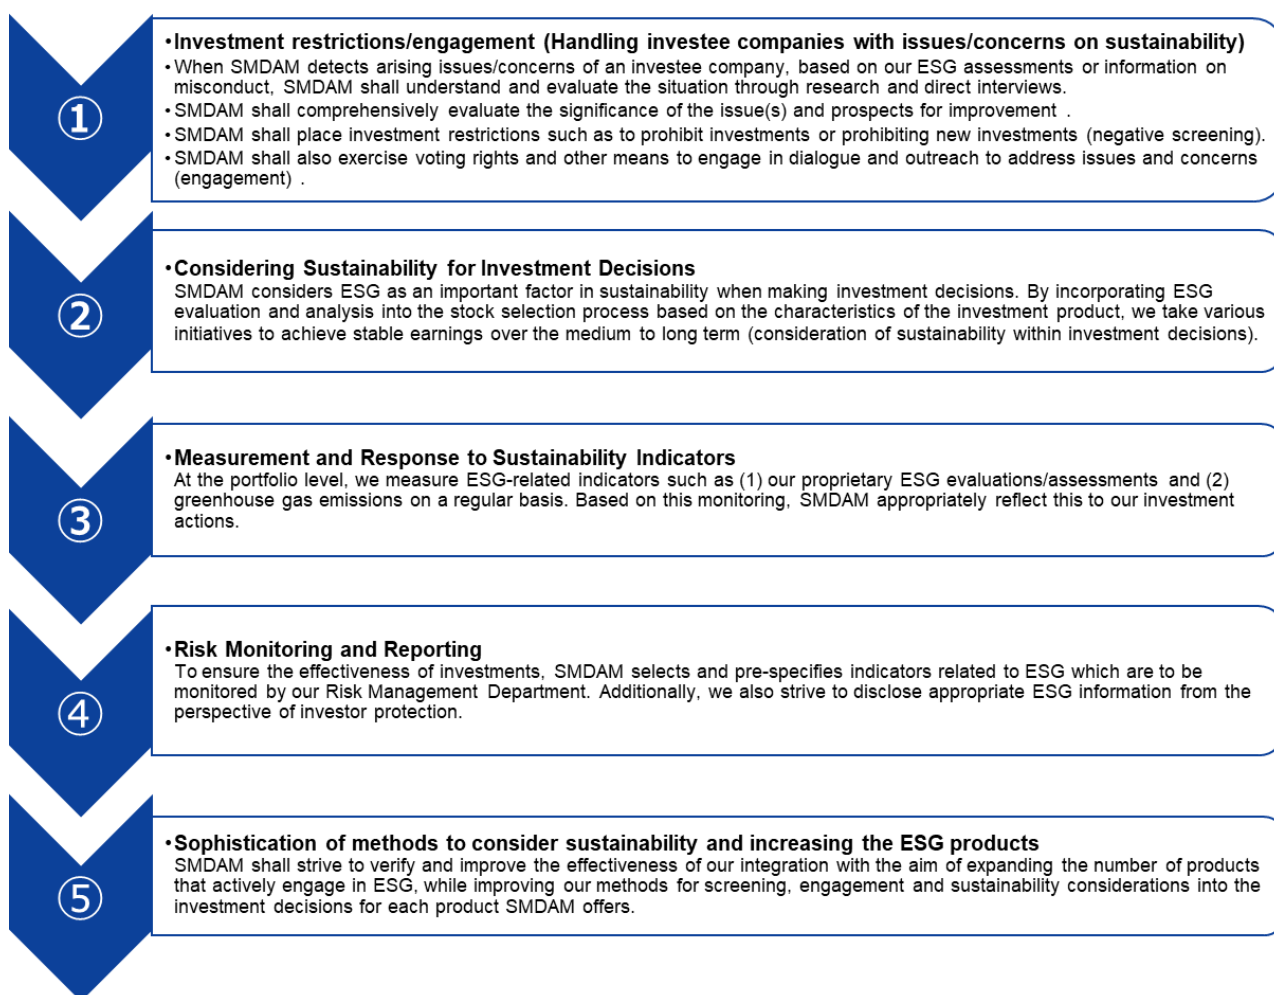 ①
•Investment restrictions/engagement (Handling investee companies with issues/concerns on sustainability)
•When SMDAM detects arising issues/concerns of an investee company, based on our ESG assessments or information on
misconduct, SMDAM shall understand and evaluate the situation through research and direct interviews.
•SMDAM shall comprehensively evaluate the significance of the issue(s) and prospects for improvement .
•SMDAM shall place investment restrictions such as to prohibit investments or prohibiting new investments (negative screening).
•SMDAM shall also exercise voting rights and other means to engage in dialogue and outreach to address issues and concerns
(engagement) .
②
•Considering Sustainability for Investment Decisions
SMDAM considers ESG as an important factor in sustainability when making investment decisions. By incorporating ESG
evaluation and analysis into the stock selection process based on the characteristics of the investment product, we take various
initiatives to achieve stable earnings over the medium to long term (consideration of sustainability within investment decisions).
③
•Measurement and Response to Sustainability Indicators
At the portfolio level, we measure ESG-related indicators such as (1) our proprietary ESG evaluations/assessments and (2)
greenhouse gas emissions on a regular basis. Based on this monitoring, SMDAM appropriately reflect this to our investment
actions.
④
•Risk Monitoring and Reporting
To ensure the effectiveness of investments, SMDAM selects and pre-specifies indicators related to ESG which are to be
monitored by our Risk Management Department. Additionally, we also strive to disclose appropriate ESG information from the
perspective of investor protection.
⑤
•Sophistication of methods to consider sustainability and increasing the ESG products
SMDAM shall strive to verify and improve the effectiveness of our integration with the aim of expanding the number of products
that actively engage in ESG, while improving our methods for screening, engagement and sustainability considerations into the
investment decisions for each product SMDAM offers.